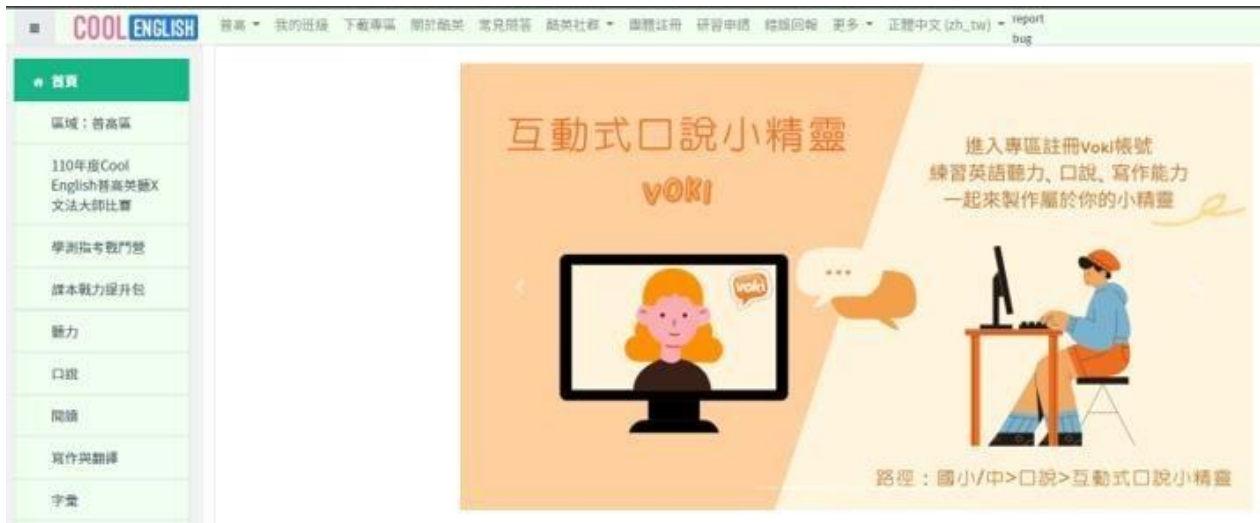 COOL ENGLISH
普高 我的班級 下載專區 關於酷英 常見問答 酷英社群 團體註冊 研習申請 錯誤回報 更多 正體中文 (zh_tw) report
bug
首頁
區域：普高區
110年度Cool
English普高英聽X
文法大師比賽
學測指考戰鬥營
課本戰力提升包
聽力
口說
閱讀
寫作與翻譯
字彙
互動式口說小精靈
VOKI
voki
進入專區註冊Voki帳號
練習英語聽力、口說、寫作能力
一起來製作屬於你的小精靈
路徑：國小/中>口說>互動式口說小精靈